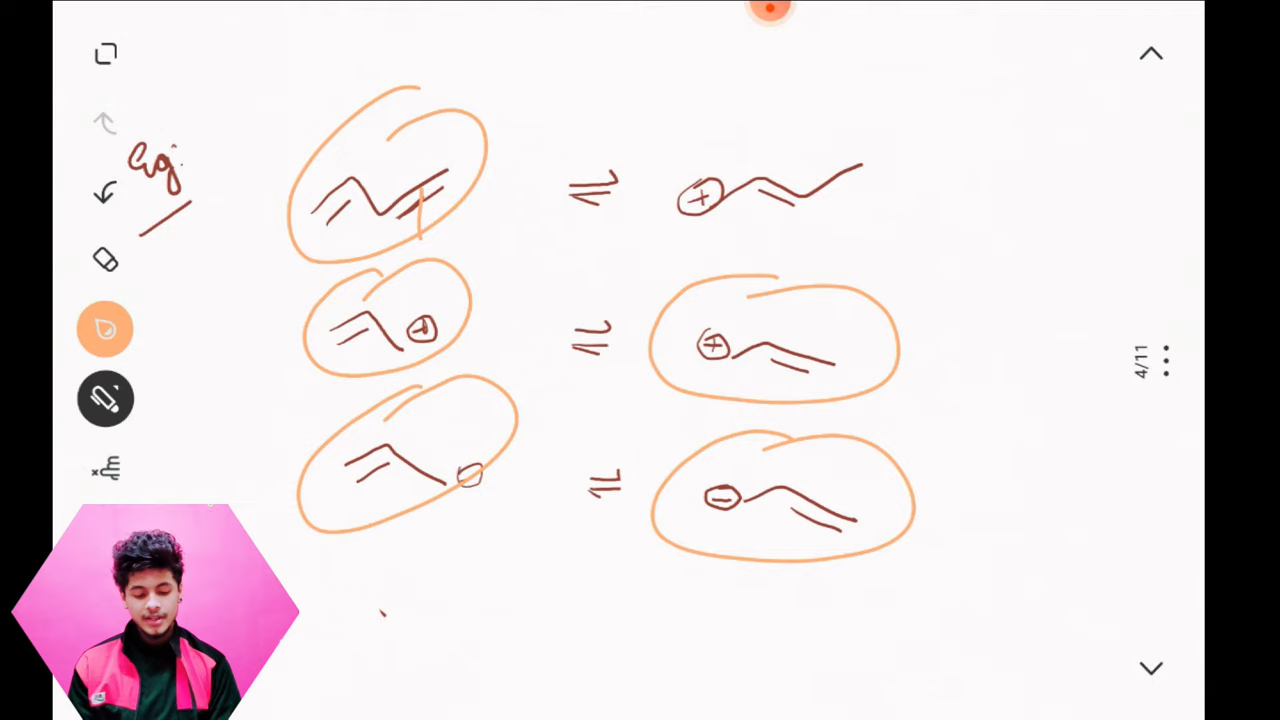 Eg:
⇌ ⊕
⊕ ⇌ ⊕
⊖ ⇌ ⊖
4/11